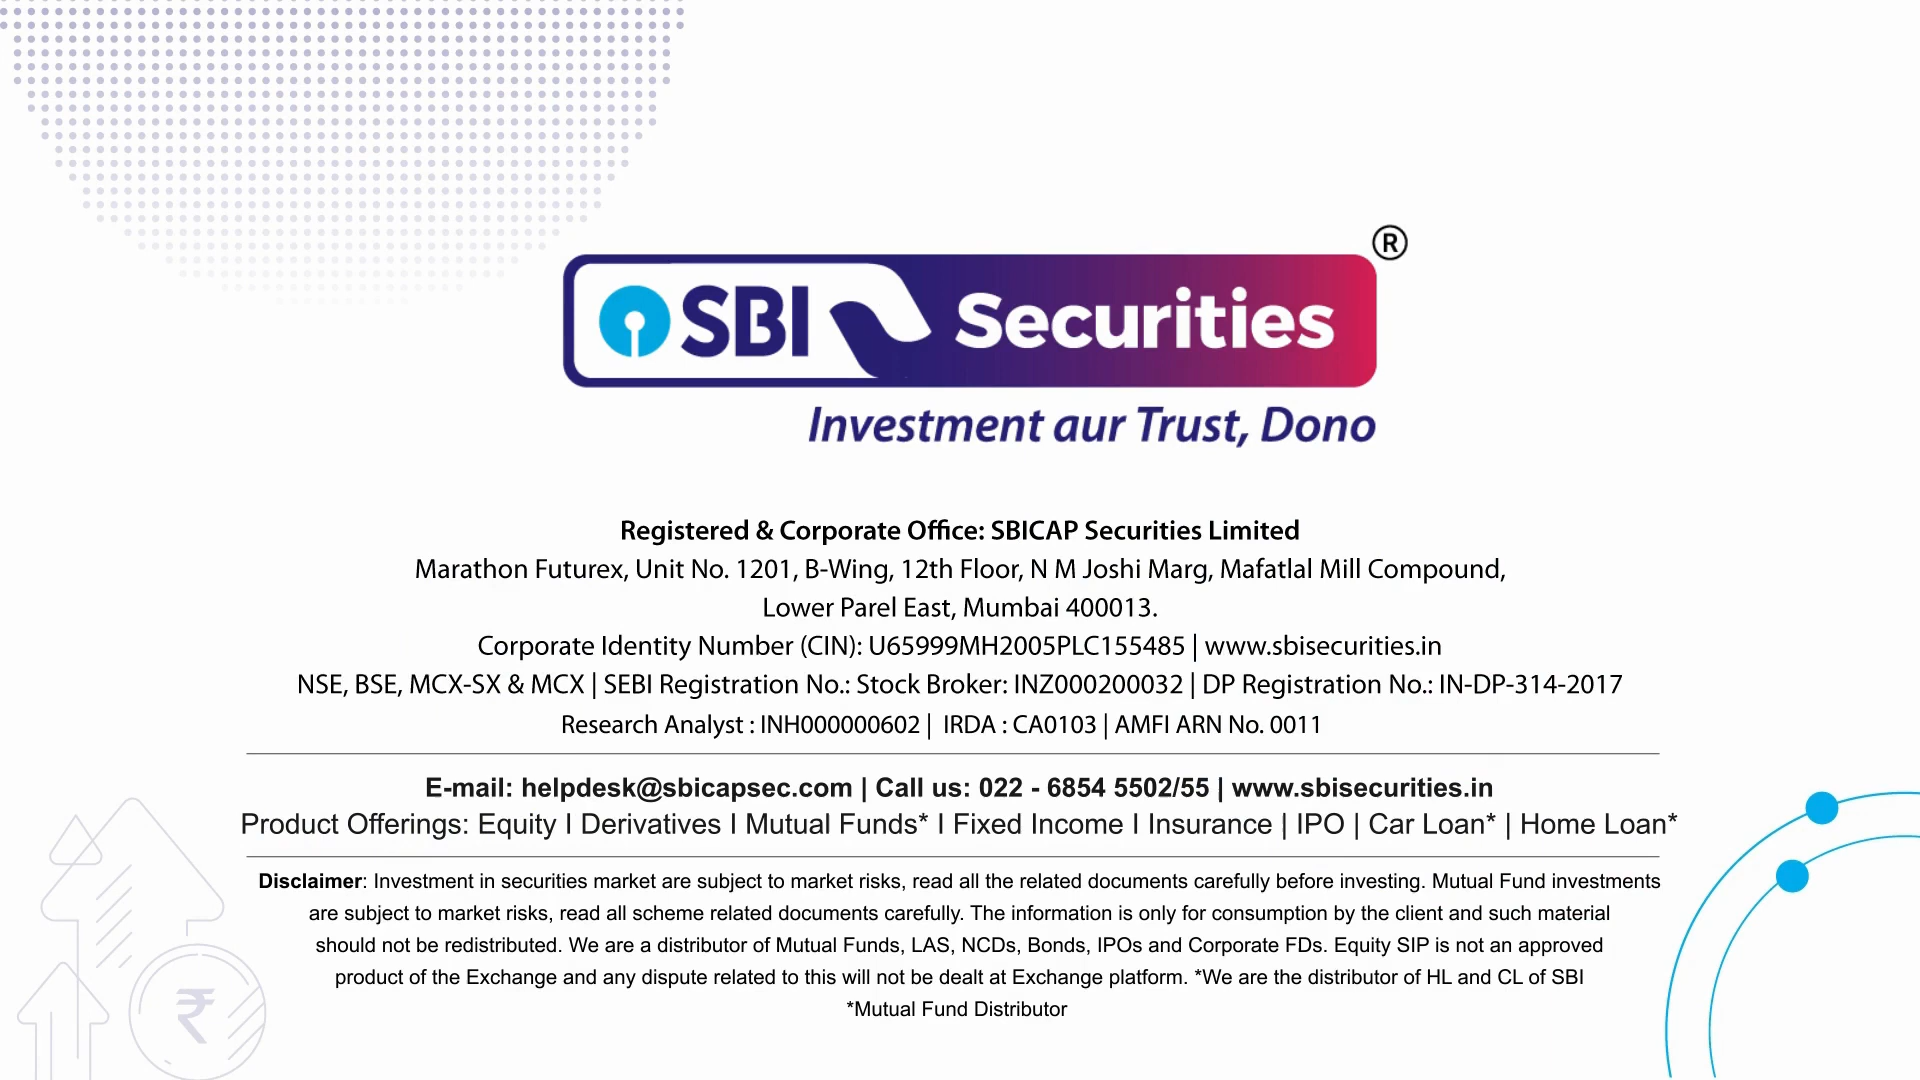 SBI Securities ®
Investment aur Trust, Dono
Registered & Corporate Office: SBICAP Securities Limited
Marathon Futurex, Unit No. 1201, B-Wing, 12th Floor, N M Joshi Marg, Mafatlal Mill Compound,
Lower Parel East, Mumbai 400013.
Corporate Identity Number (CIN): U65999MH2005PLC155485 | www.sbisecurities.in
NSE, BSE, MCX-SX & MCX | SEBI Registration No.: Stock Broker: INZ000200032 | DP Registration No.: IN-DP-314-2017
Research Analyst : INH000000602 | IRDA : CA0103 | AMFI ARN No. 0011
E-mail: helpdesk@sbicapsec.com | Call us: 022 - 6854 5502/55 | www.sbisecurities.in
Product Offerings: Equity I Derivatives I Mutual Funds* I Fixed Income I Insurance | IPO | Car Loan* | Home Loan*
Disclaimer: Investment in securities market are subject to market risks, read all the related documents carefully before investing. Mutual Fund investments
are subject to market risks, read all scheme related documents carefully. The information is only for consumption by the client and such material
should not be redistributed. We are a distributor of Mutual Funds, LAS, NCDs, Bonds, IPOs and Corporate FDs. Equity SIP is not an approved
product of the Exchange and any dispute related to this will not be dealt at Exchange platform. *We are the distributor of HL and CL of SBI
*Mutual Fund Distributor
₹